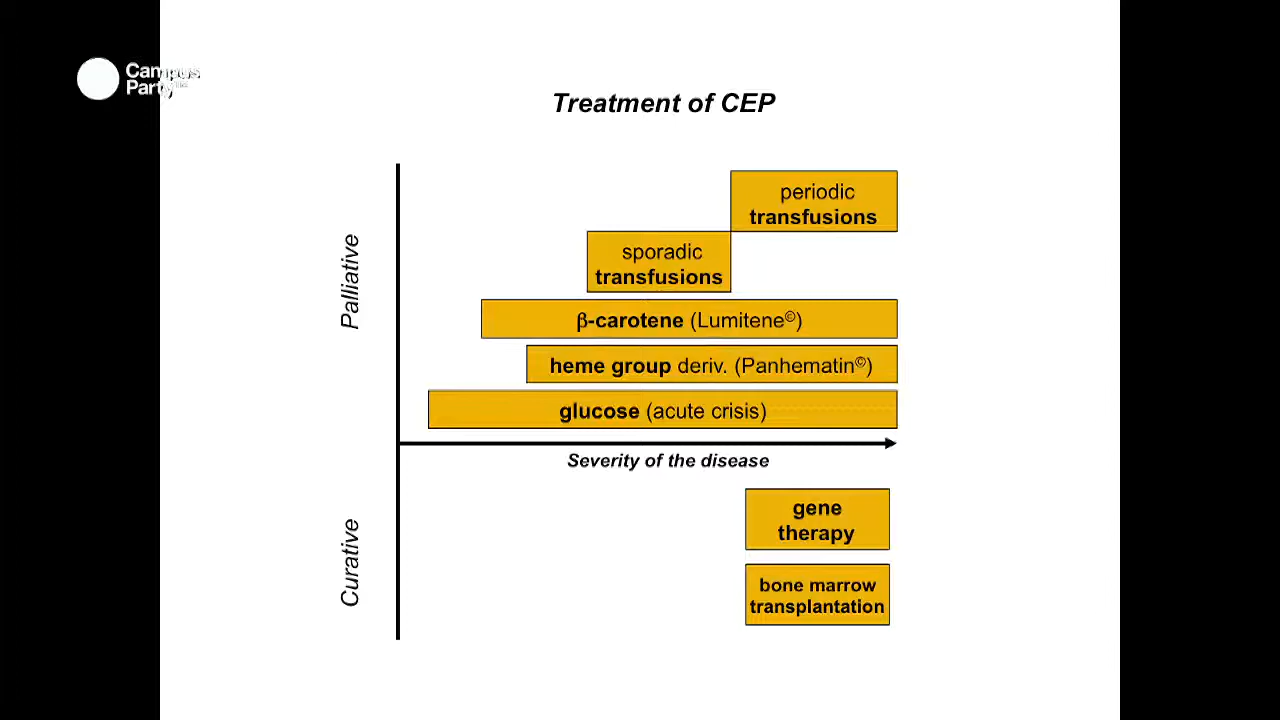 Campus
Party
Treatment of CEP
Palliative
periodic
transfusions
sporadic
transfusions
β-carotene (Lumitene©)
heme group deriv. (Panhematin©)
glucose (acute crisis)
Severity of the disease
Curative
gene
therapy
bone marrow
transplantation